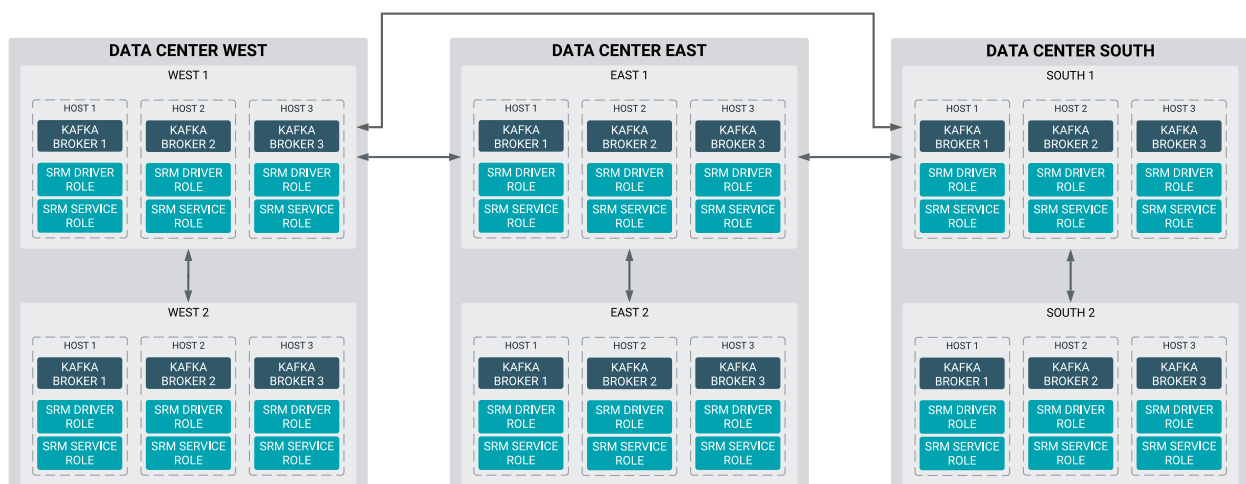 DATA CENTER WEST
WEST 1
HOST 1
KAFKA
BROKER 1
SRM DRIVER
ROLE
SRM SERVICE
ROLE
HOST 2
KAFKA
BROKER 2
SRM DRIVER
ROLE
SRM SERVICE
ROLE
HOST 3
KAFKA
BROKER 3
SRM DRIVER
ROLE
SRM SERVICE
ROLE
WEST 2
HOST 1
KAFKA
BROKER 1
SRM DRIVER
ROLE
SRM SERVICE
ROLE
HOST 2
KAFKA
BROKER 2
SRM DRIVER
ROLE
SRM SERVICE
ROLE
HOST 3
KAFKA
BROKER 3
SRM DRIVER
ROLE
SRM SERVICE
ROLE
DATA CENTER EAST
EAST 1
HOST 1
KAFKA
BROKER 1
SRM DRIVER
ROLE
SRM SERVICE
ROLE
HOST 2
KAFKA
BROKER 2
SRM DRIVER
ROLE
SRM SERVICE
ROLE
HOST 3
KAFKA
BROKER 3
SRM DRIVER
ROLE
SRM SERVICE
ROLE
EAST 2
HOST 1
KAFKA
BROKER 1
SRM DRIVER
ROLE
SRM SERVICE
ROLE
HOST 2
KAFKA
BROKER 2
SRM DRIVER
ROLE
SRM SERVICE
ROLE
HOST 3
KAFKA
BROKER 3
SRM DRIVER
ROLE
SRM SERVICE
ROLE
DATA CENTER SOUTH
SOUTH 1
HOST 1
KAFKA
BROKER 1
SRM DRIVER
ROLE
SRM SERVICE
ROLE
HOST 2
KAFKA
BROKER 2
SRM DRIVER
ROLE
SRM SERVICE
ROLE
HOST 3
KAFKA
BROKER 3
SRM DRIVER
ROLE
SRM SERVICE
ROLE
SOUTH 2
HOST 1
KAFKA
BROKER 1
SRM DRIVER
ROLE
SRM SERVICE
ROLE
HOST 2
KAFKA
BROKER 2
SRM DRIVER
ROLE
SRM SERVICE
ROLE
HOST 3
KAFKA
BROKER 3
SRM DRIVER
ROLE
SRM SERVICE
ROLE